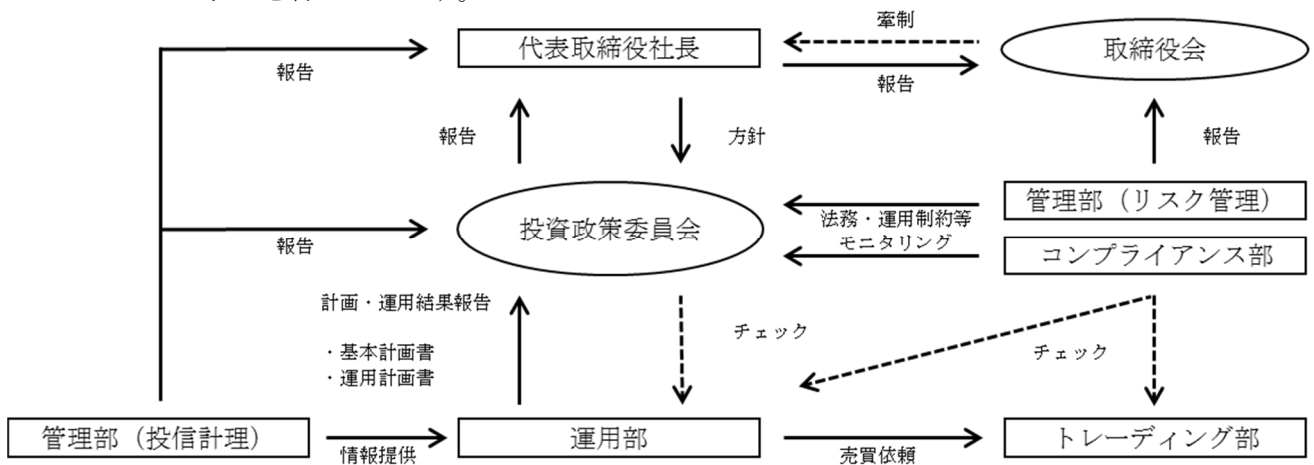 牽制
代表取締役社長
取締役会
報告
報告
報告
方針
報告
管理部（リスク管理）
投資政策委員会
法務・運用制約等
モニタリング
報告
コンプライアンス部
計画・運用結果報告
チェック
チェック
・基本計画書
・運用計画書
管理部（投信計理）
運用部
トレーディング部
情報提供
売買依頼